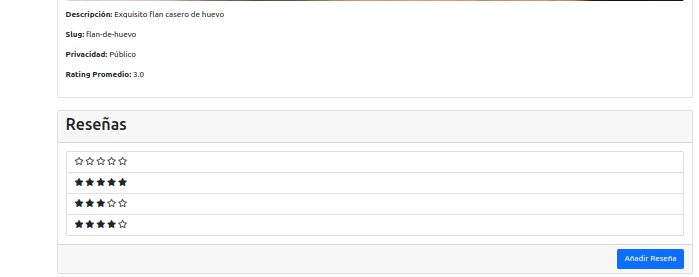 Descripción: Exquisito flan casero de huevo
Slug: flan-de-huevo
Privacidad: Público
Rating Promedio: 3.0
Reseñas
Añadir Reseña